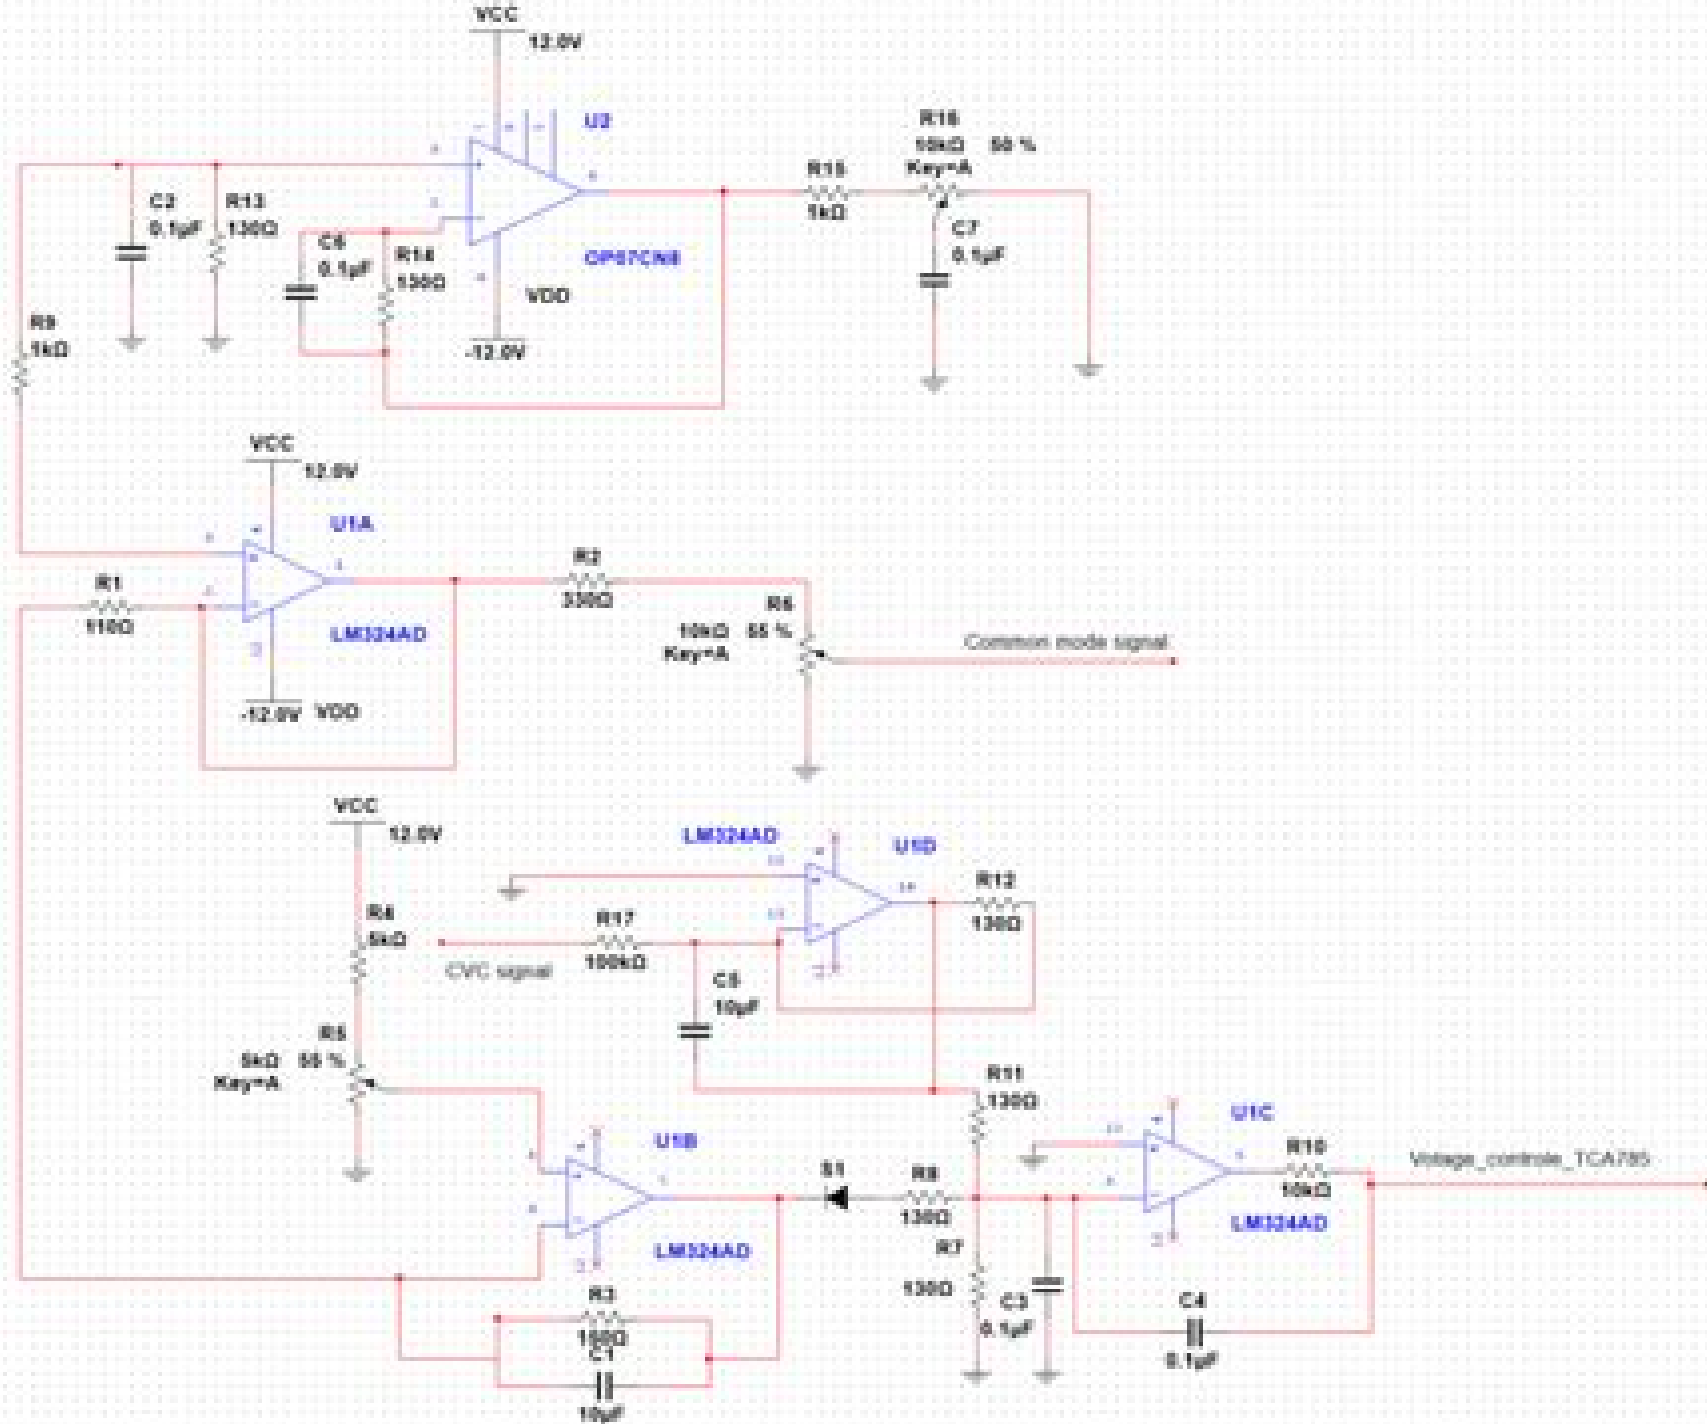 VCC
12.0V
U2
R16
10kΩ 50 %
Key=A
R15
1kΩ
C2
0.1µF
R13
130Ω
C6
0.1µF
R14
130Ω
C7
0.1µF
OP07CN8
VDD
-12.0V
R9
1kΩ
VCC
12.0V
U1A
R2
330Ω
R1
110Ω
LM324AD
R6
10kΩ 55 %
Key=A
Common mode signal
-12.0V VDD
VCC
12.0V
LM324AD
U1D
R12
130Ω
R4
5kΩ
R17
100kΩ
CVC signal
C5
10µF
R5
5kΩ 55 %
Key=A
R11
130Ω
U1C
U1B
R10
10kΩ
Votage_controle_TCA785
S1
R8
130Ω
LM324AD
LM324AD
R7
130Ω
C3
0.1µF
R3
C4
0.1µF
C1
10µF